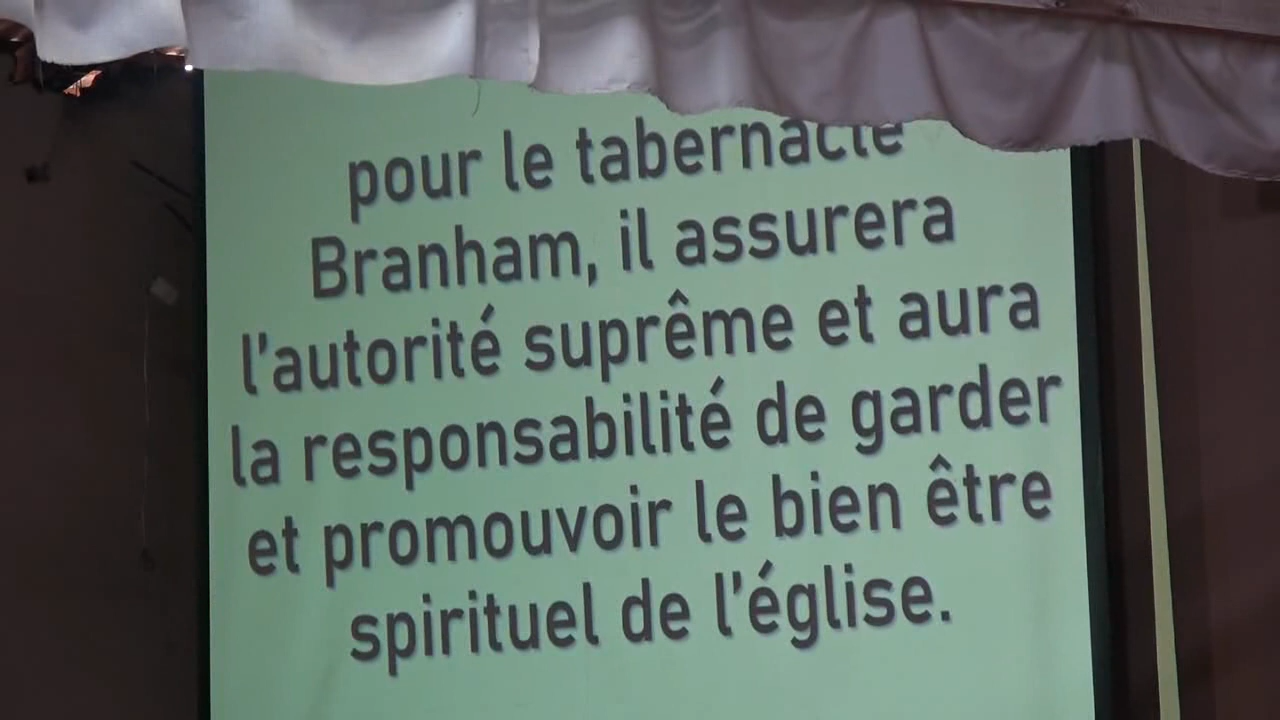 pour le tabernacle
Branham, il assurera
l'autorité suprême et aura
la responsabilité de garder
et promouvoir le bien être
spirituel de l'église.